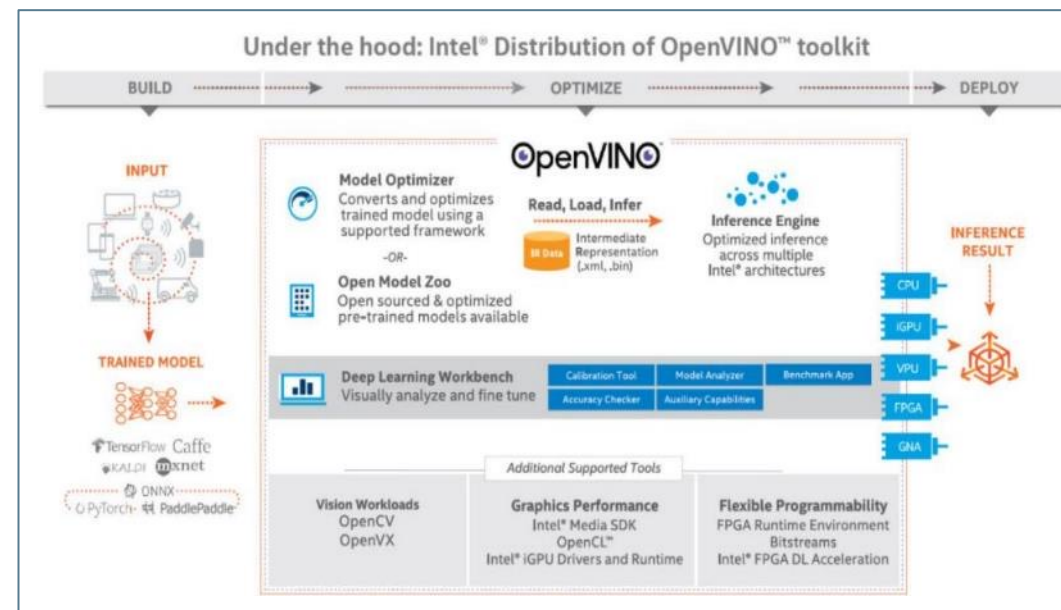 Under the hood: Intel® Distribution of OpenVINO™ toolkit
BUILD
OPTIMIZE
DEPLOY
INPUT
TRAINED MODEL
TensorFlow Caffe
KALDI mxnet
ONNX
PyTorch PaddlePaddle
OpenVINO™
Model Optimizer
Converts and optimizes
trained model using a
supported framework
-OR-
Open Model Zoo
Open sourced & optimized
pre-trained models available
Read, Load, Infer
IR Data
Intermediate
Representation
(.xml, .bin)
Inference Engine
Optimized inference
across multiple
Intel® architectures
Deep Learning Workbench
Visually analyze and fine tune
Calibration Tool
Model Analyzer
Benchmark App
Accuracy Checker
Auxiliary Capabilities
Additional Supported Tools
Vision Workloads
OpenCV
OpenVX
Graphics Performance
Intel® Media SDK
OpenCL™
Intel® iGPU Drivers and Runtime
Flexible Programmability
FPGA Runtime Environment
Bitstreams
Intel® FPGA DL Acceleration
CPU
iGPU
VPU
FPGA
GNA
INFERENCE
RESULT